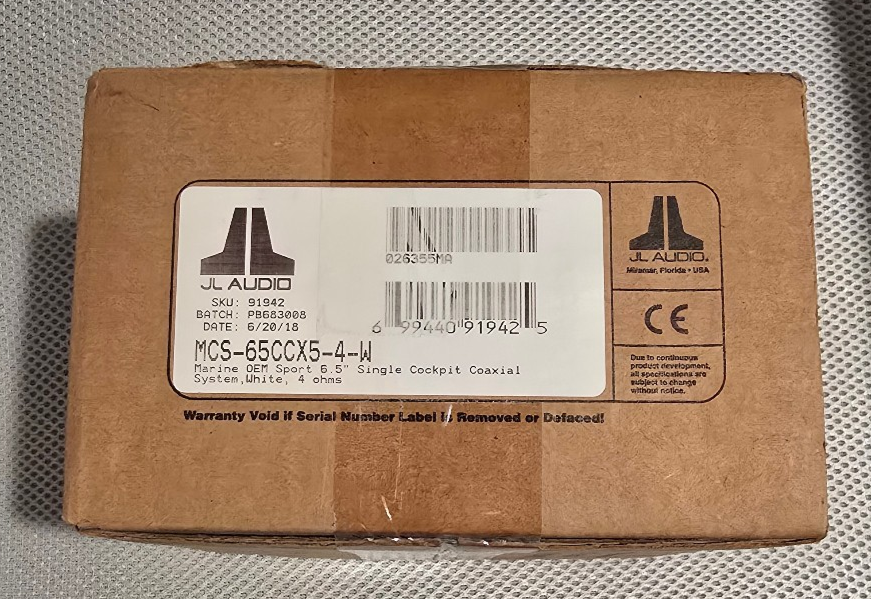 JL AUDIO
SKU: 91942
BATCH: PB683008
DATE: 6/20/18
026355MA
6 99440 91942 5
MCS-65CCX5-4-W
Marine OEM Sport 6.5" Single Cockpit Coaxial
System,White, 4 ohms
JL AUDIO®
Miramar, Florida • USA
CE
Due to continuous
product development,
all specifications are
subject to change
without notice.
Warranty Void if Serial Number Label is Removed or Defaced!